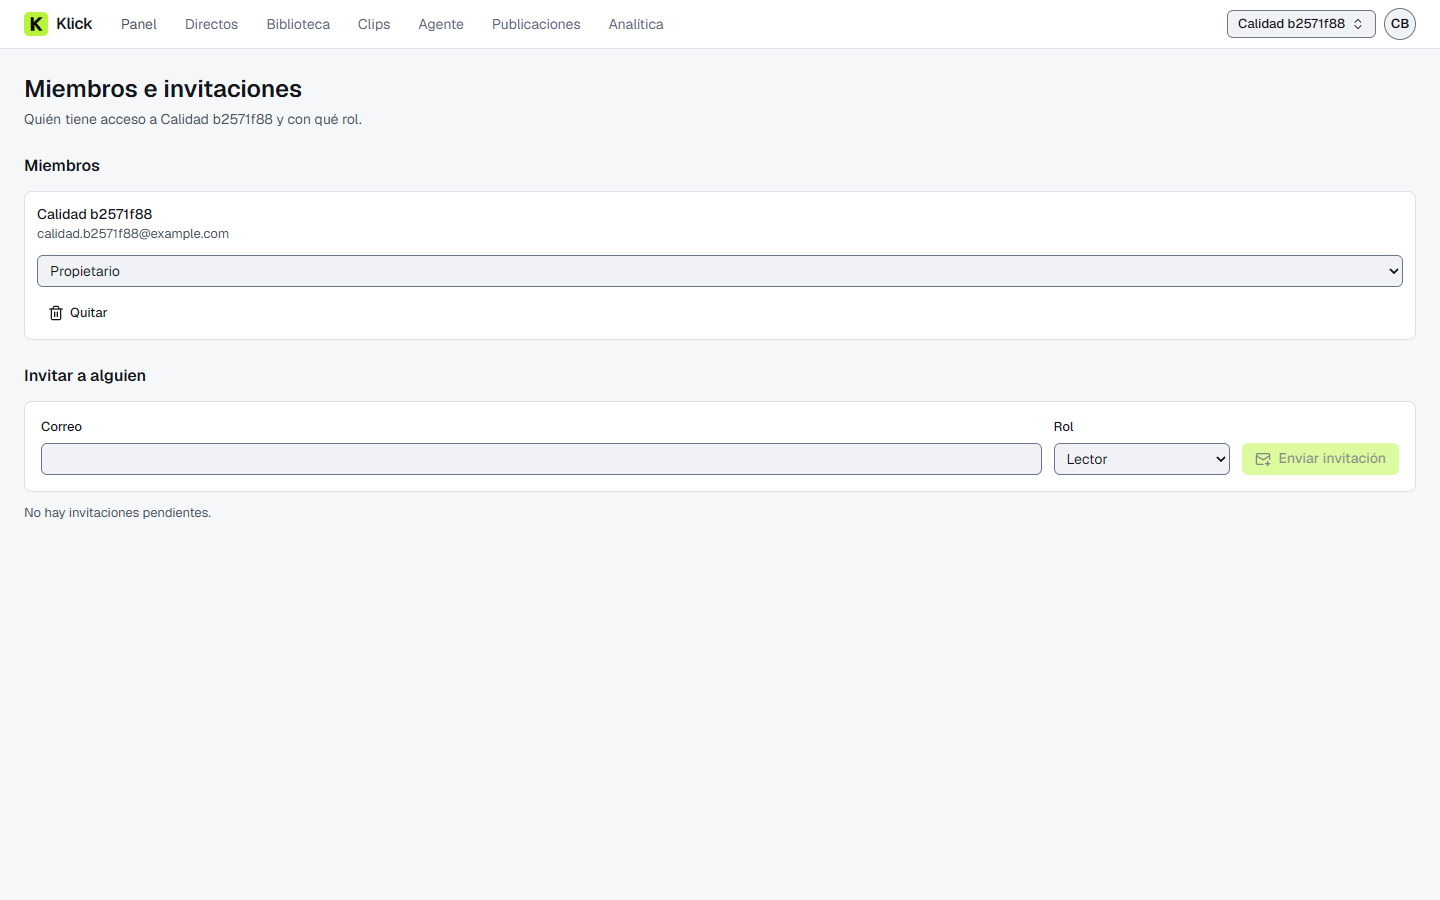 K Klick Panel Directos Biblioteca Clips Agente Publicaciones Analítica Calidad b2571f88 CB
Miembros e invitaciones
Quién tiene acceso a Calidad b2571f88 y con qué rol.
Miembros
Calidad b2571f88
calidad.b2571f88@example.com
Propietario
Quitar
Invitar a alguien
Correo Rol
Lector Enviar invitación
No hay invitaciones pendientes.